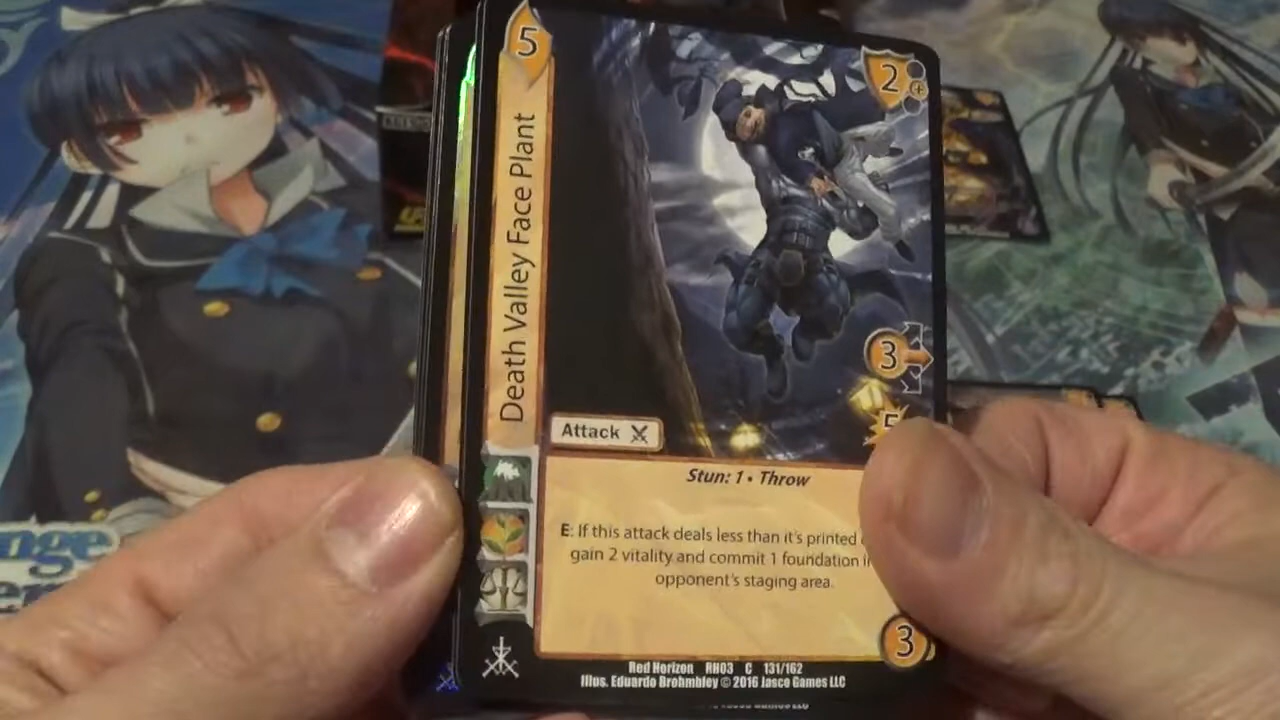 5
2
+
Death Valley Face Plant
3
5
Attack
Stun: 1 • Throw
E: If this attack deals less than it's printed
gain 2 vitality and commit 1 foundation
opponent's staging area.
3
Red Horizon RH03 C 131/162
Illus. Eduardo Brohmbley © 2016 Jasco Games LLC
nge